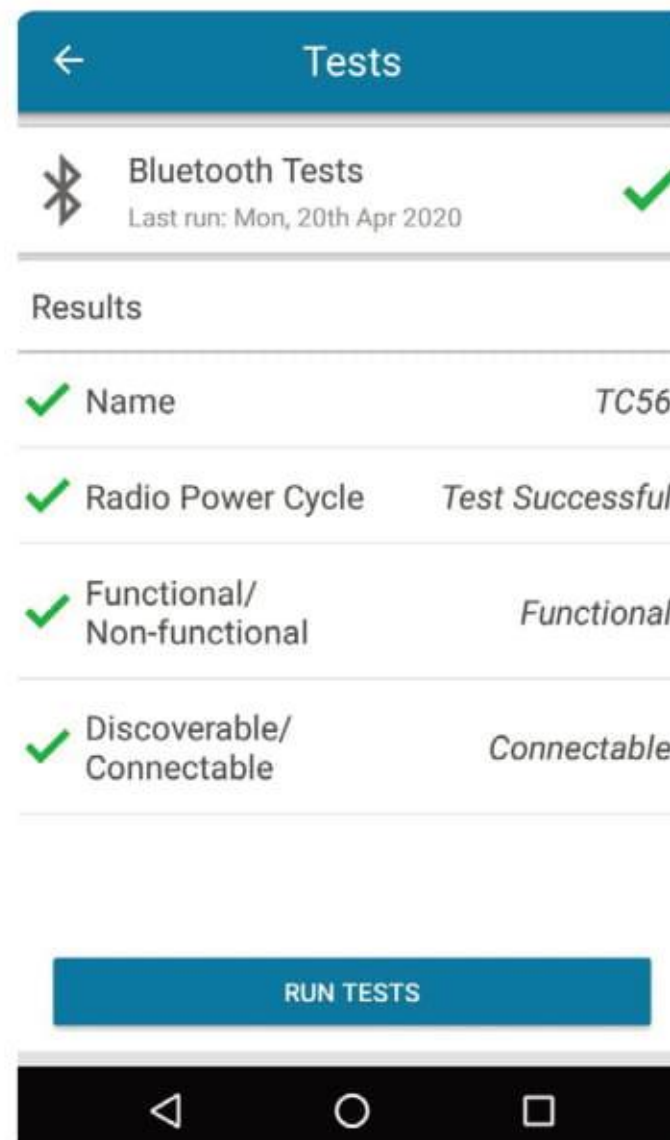 Tests
Bluetooth Tests
Last run: Mon, 20th Apr 2020
Results
Name TC56
Radio Power Cycle Test Successful
Functional/
Non-functional Functional
Discoverable/
Connectable Connectable
RUN TESTS